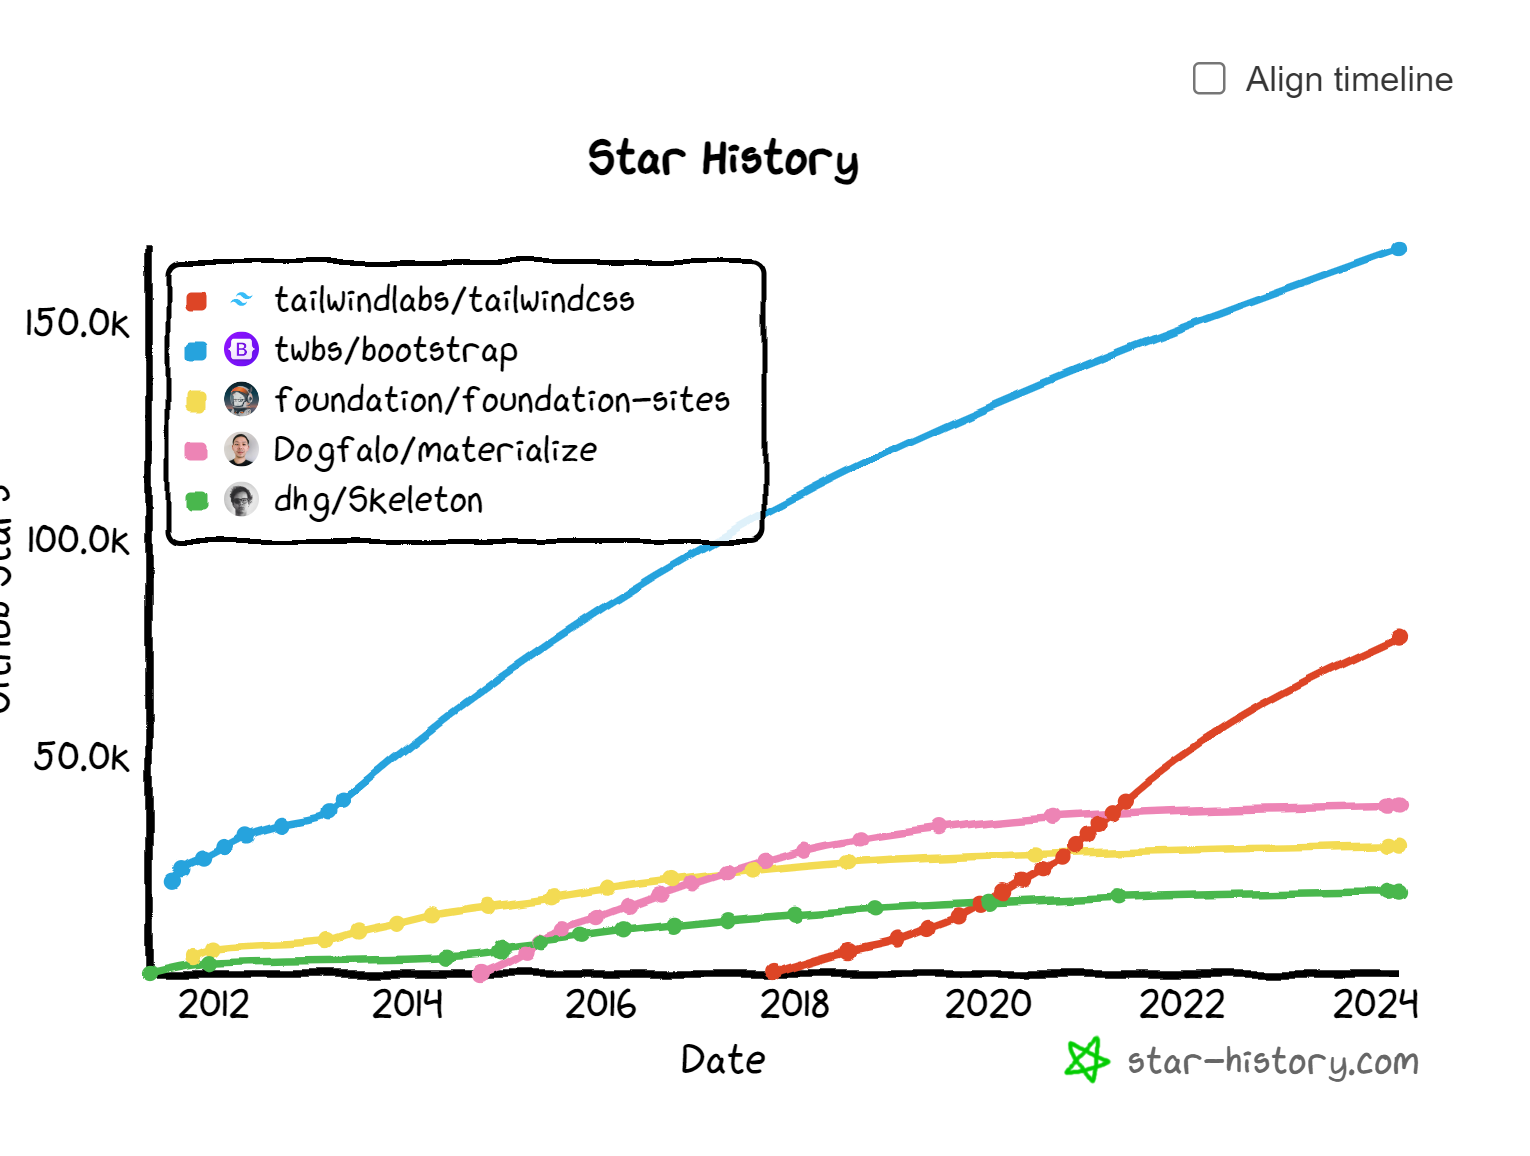 Align timeline
Star History
150.0K
100.0K
50.0K
tailwindlabs/tailwindcss
B
twbs/bootstrap
foundation/foundation-sites
Dogfalo/materialize
dhg/Skeleton
2012 2014 2016 2018 2020 2022 2024
Date
star-history.com